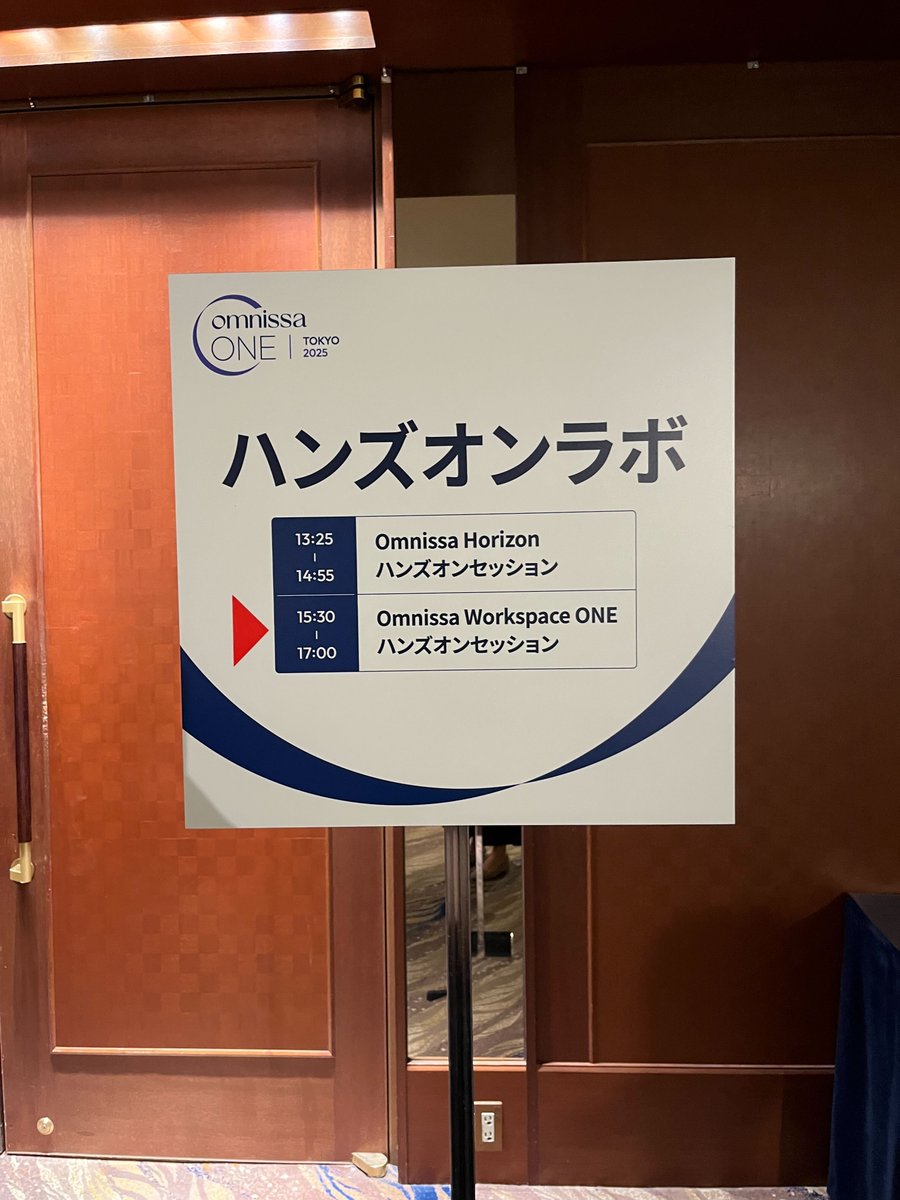 omnissa
ONE | TOKYO
2025
ハンズオンラボ
13:25
–
14:55
Omnissa Horizon
ハンズオンセッション
15:30
–
17:00
Omnissa Workspace ONE
ハンズオンセッション